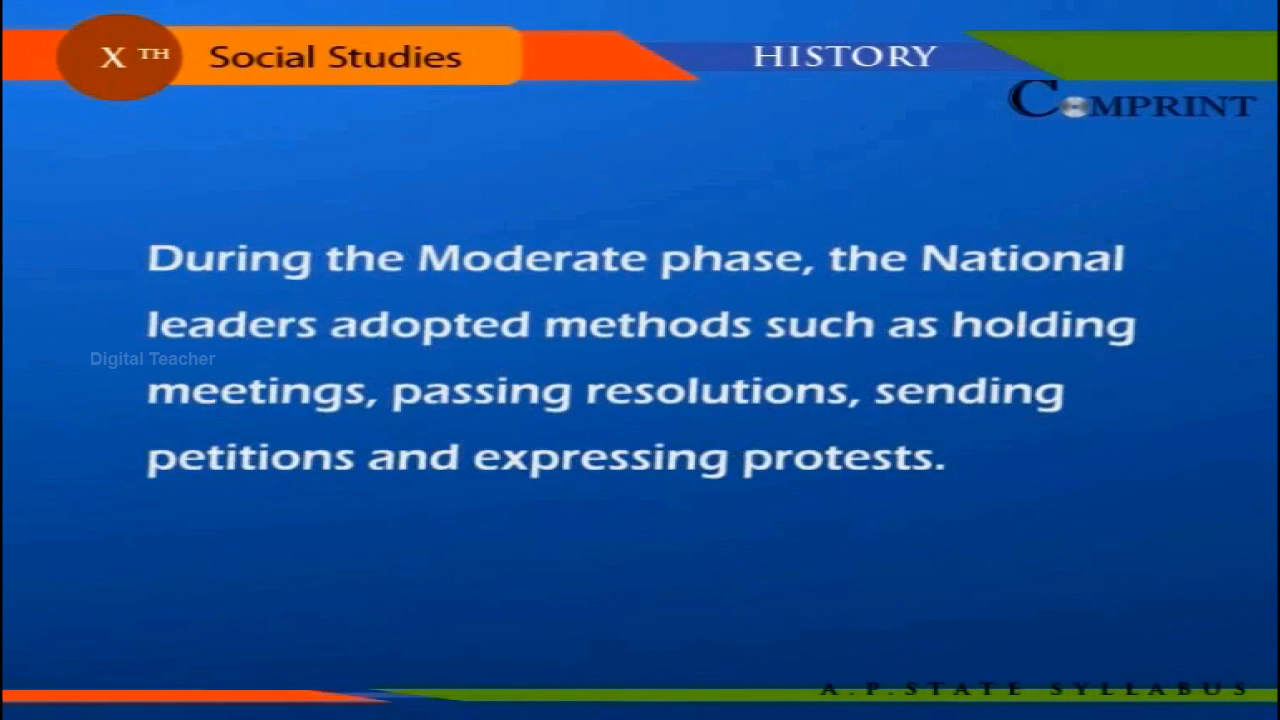 X TH Social Studies
HISTORY
COMPRINT
During the Moderate phase, the National
leaders adopted methods such as holding
Digital Teacher
meetings, passing resolutions, sending
petitions and expressing protests.
A.P.STATE SYLLABUS